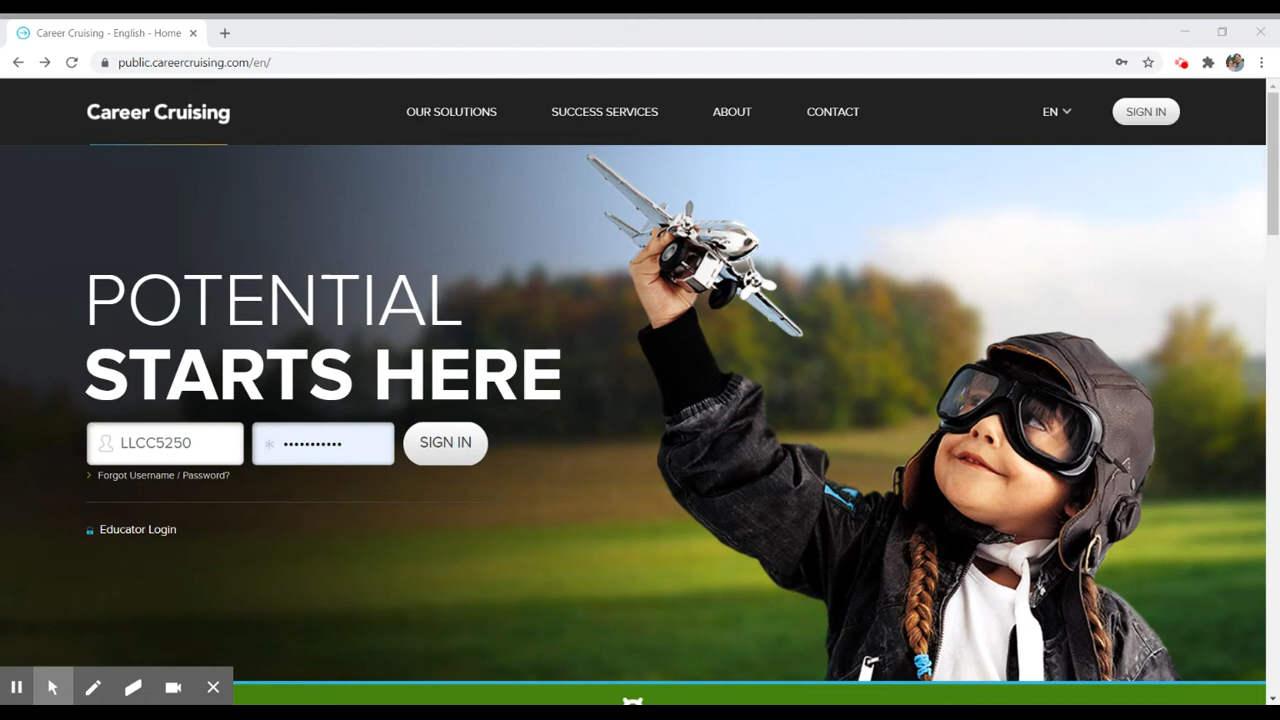 Career Cruising - English - Home
public.careercruising.com/en/
Career Cruising
OUR SOLUTIONS
SUCCESS SERVICES
ABOUT
CONTACT
EN
SIGN IN
POTENTIAL
STARTS HERE
LLCC5250
•••••••••••
SIGN IN
Forgot Username / Password?
Educator Login